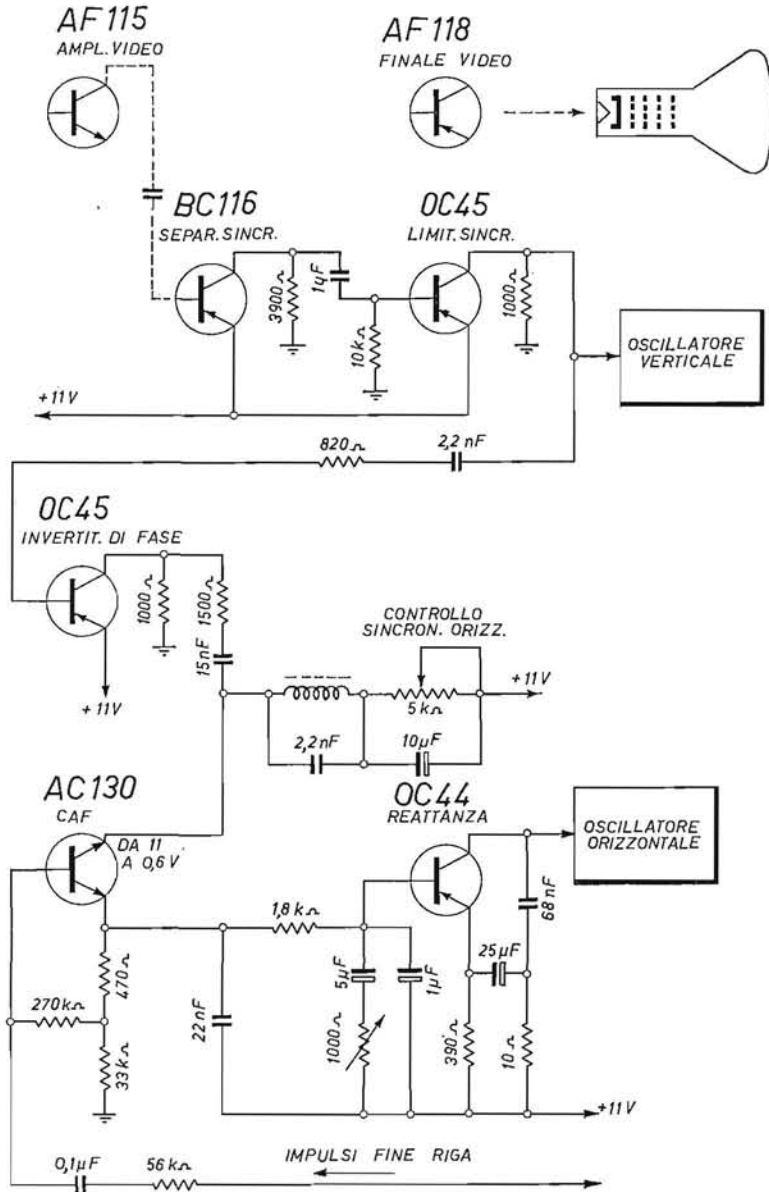 AF115
AMPL. VIDEO
AF118
FINALE VIDEO
BC116
SEPAR. SINCR.
OC45
LIMIT. SINCR.
3900Ω
1µF
10kΩ
1000Ω
OSCILLATORE
VERTICALE
+11V
820Ω
2,2nF
OC45
INVERTIT. DI FASE
1000Ω
1500Ω
15nF
CONTROLLO
SINCRON. ORIZZ.
+11V
+11V
5kΩ
2,2nF
10µF
AC130
CAF
DA 11
A 0,6V
OC44
REATTANZA
OSCILLATORE
ORIZZONTALE
68nF
1,8kΩ
25µF
5µF
1µF
470Ω
270kΩ
22nF
1000Ω
390Ω
10Ω
33kΩ
+11V
0,1µF
56kΩ
IMPULSI FINE RIGA